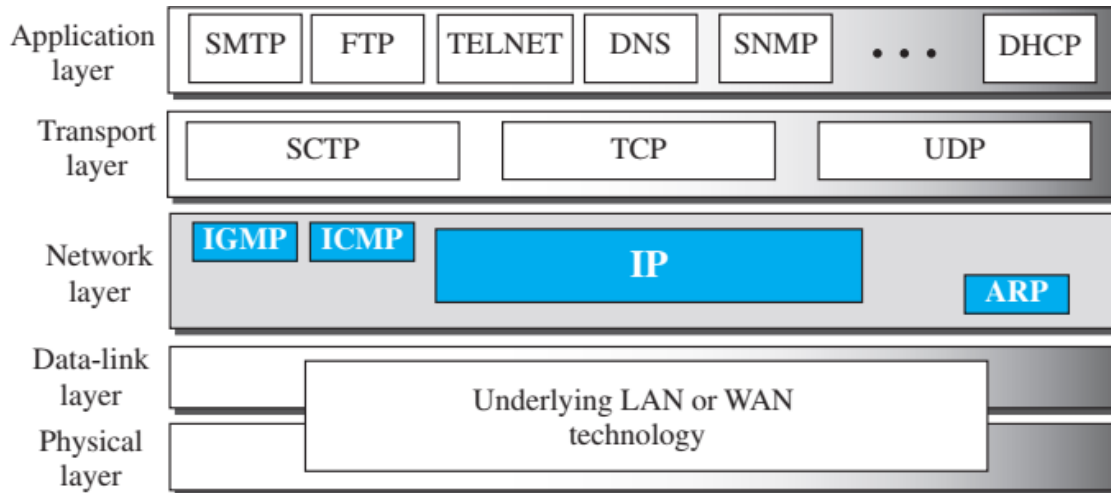 Application
layer
SMTP
FTP
TELNET
DNS
SNMP
• • •
DHCP
Transport
layer
SCTP
TCP
UDP
Network
layer
IGMP
ICMP
IP
ARP
Data-link
layer
Physical
layer
Underlying LAN or WAN
technology